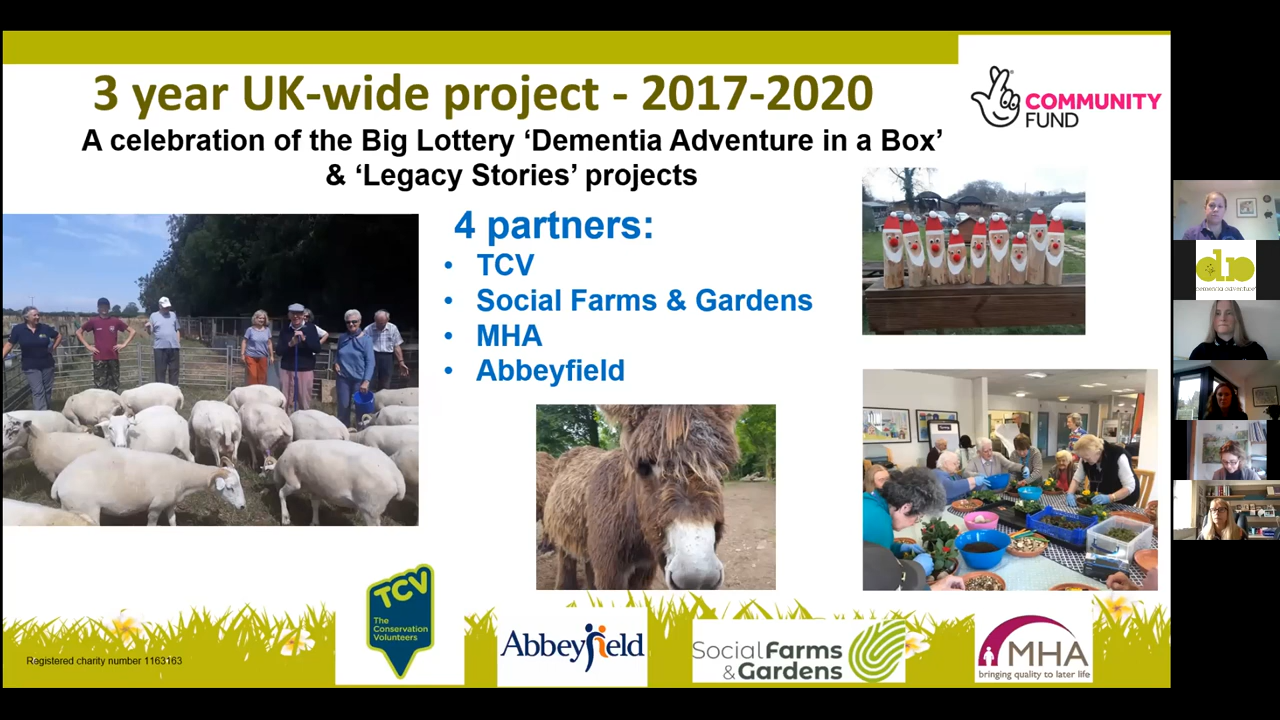 3 year UK-wide project - 2017-2020
COMMUNITY
FUND
A celebration of the Big Lottery ‘Dementia Adventure in a Box’
& ‘Legacy Stories’ projects
4 partners:
• TCV
• Social Farms & Gardens
• MHA
• Abbeyfield
dementia adventure
TCV
The
Conservation
Volunteers
Abbeyfield
Social Farms
& Gardens
MHA
bringing quality to later life
Registered charity number 1163163